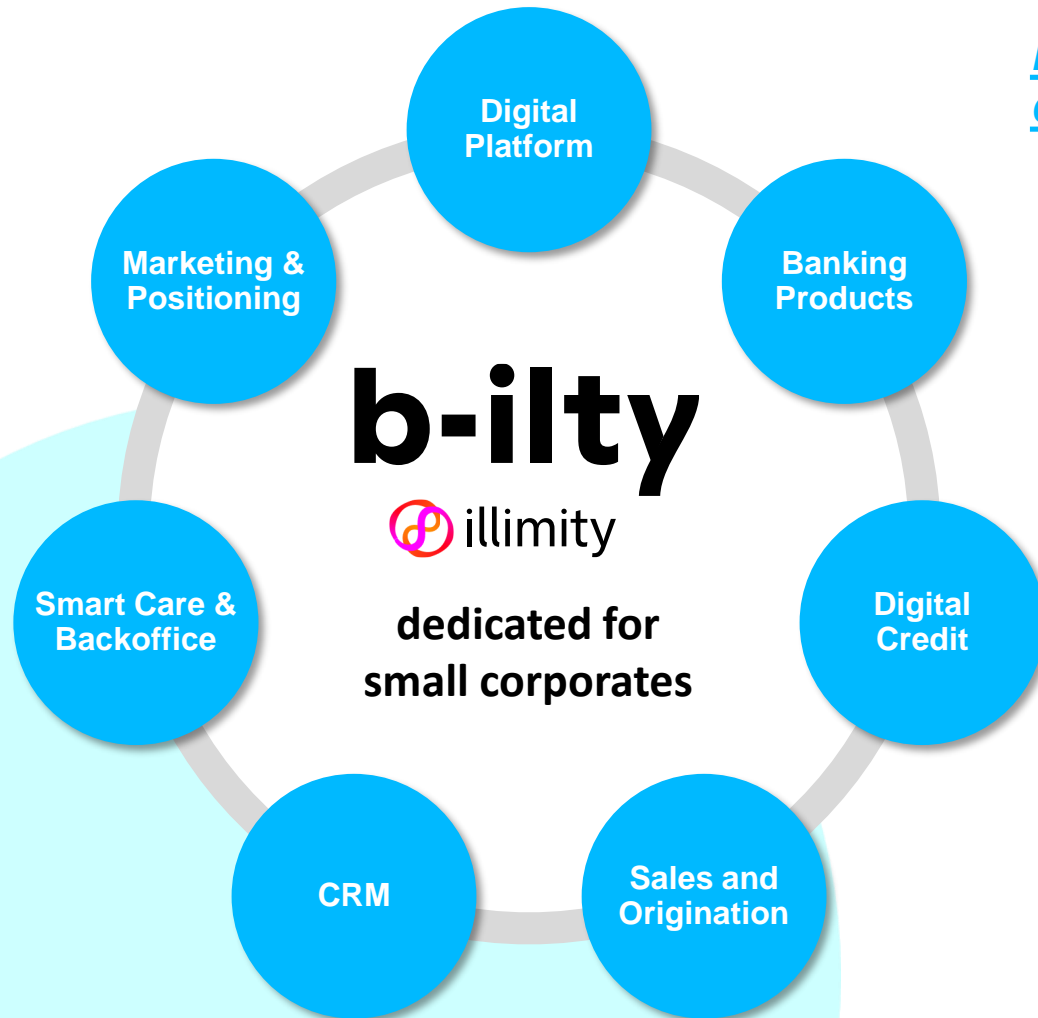 Digital
Platform
Marketing &
Positioning
Banking
Products
b-ilty
illimity
dedicated for
small corporates
Smart Care &
Backoffice
Digital
Credit
CRM
Sales and
Origination